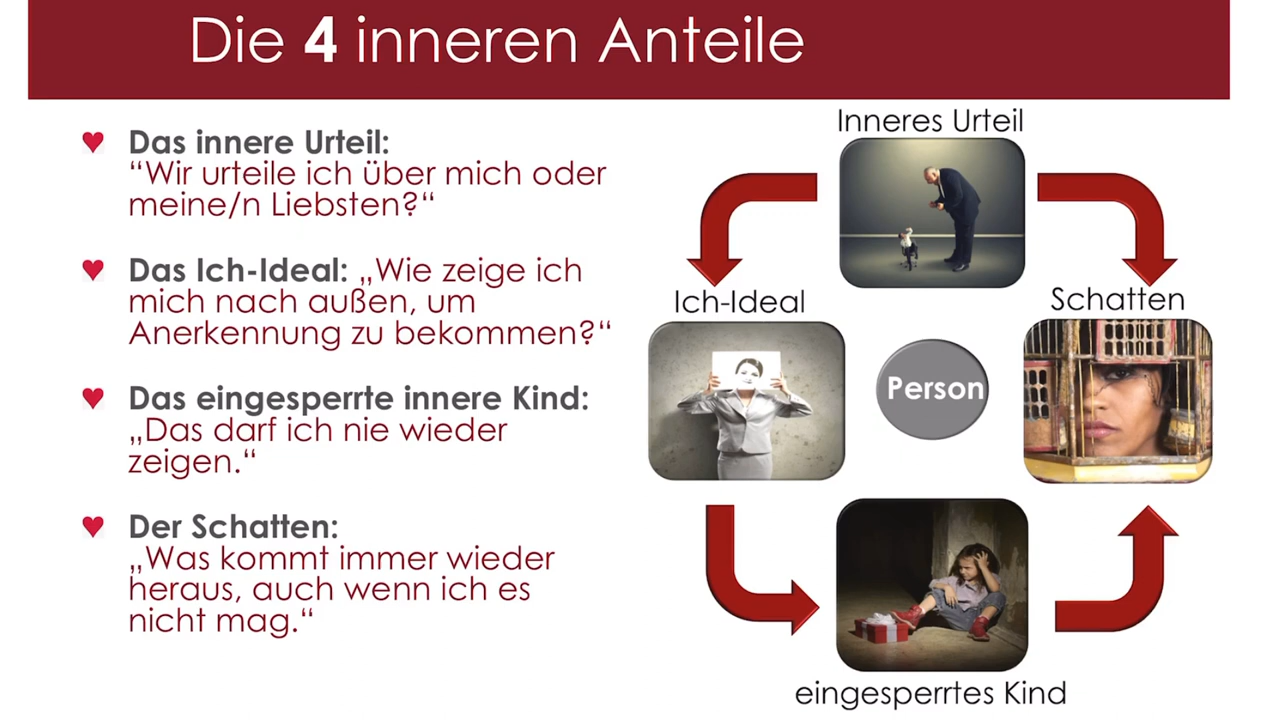 Die 4 inneren Anteile
♥ Das innere Urteil:
“Wir urteile ich über mich oder
meine/n Liebsten?“
♥ Das Ich-Ideal: „Wie zeige ich
mich nach außen, um
Anerkennung zu bekommen?“
♥ Das eingesperrte innere Kind:
„Das darf ich nie wieder
zeigen.“
♥ Der Schatten:
„Was kommt immer wieder
heraus, auch wenn ich es
nicht mag.“
Inneres Urteil
Ich-Ideal
Schatten
Person
eingesperrtes Kind